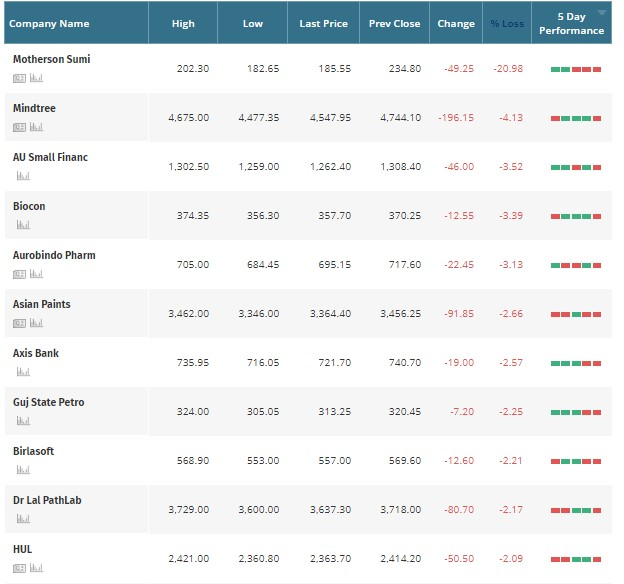 Company Name High Low Last Price Prev Close Change % Loss 5 Day Performance
Motherson Sumi 202.30 182.65 185.55 234.80 -49.25 -20.98
Mindtree 4,675.00 4,477.35 4,547.95 4,744.10 -196.15 -4.13
AU Small Financ 1,302.50 1,259.00 1,262.40 1,308.40 -46.00 -3.52
Biocon 374.35 356.30 357.70 370.25 -12.55 -3.39
Aurobindo Pharm 705.00 684.45 695.15 717.60 -22.45 -3.13
Asian Paints 3,462.00 3,346.00 3,364.40 3,456.25 -91.85 -2.66
Axis Bank 735.95 716.05 721.70 740.70 -19.00 -2.57
Guj State Petro 324.00 305.05 313.25 320.45 -7.20 -2.25
Birlasoft 568.90 553.00 557.00 569.60 -12.60 -2.21
Dr Lal PathLab 3,729.00 3,600.00 3,637.30 3,718.00 -80.70 -2.17
HUL 2,421.00 2,360.80 2,363.70 2,414.20 -50.50 -2.09